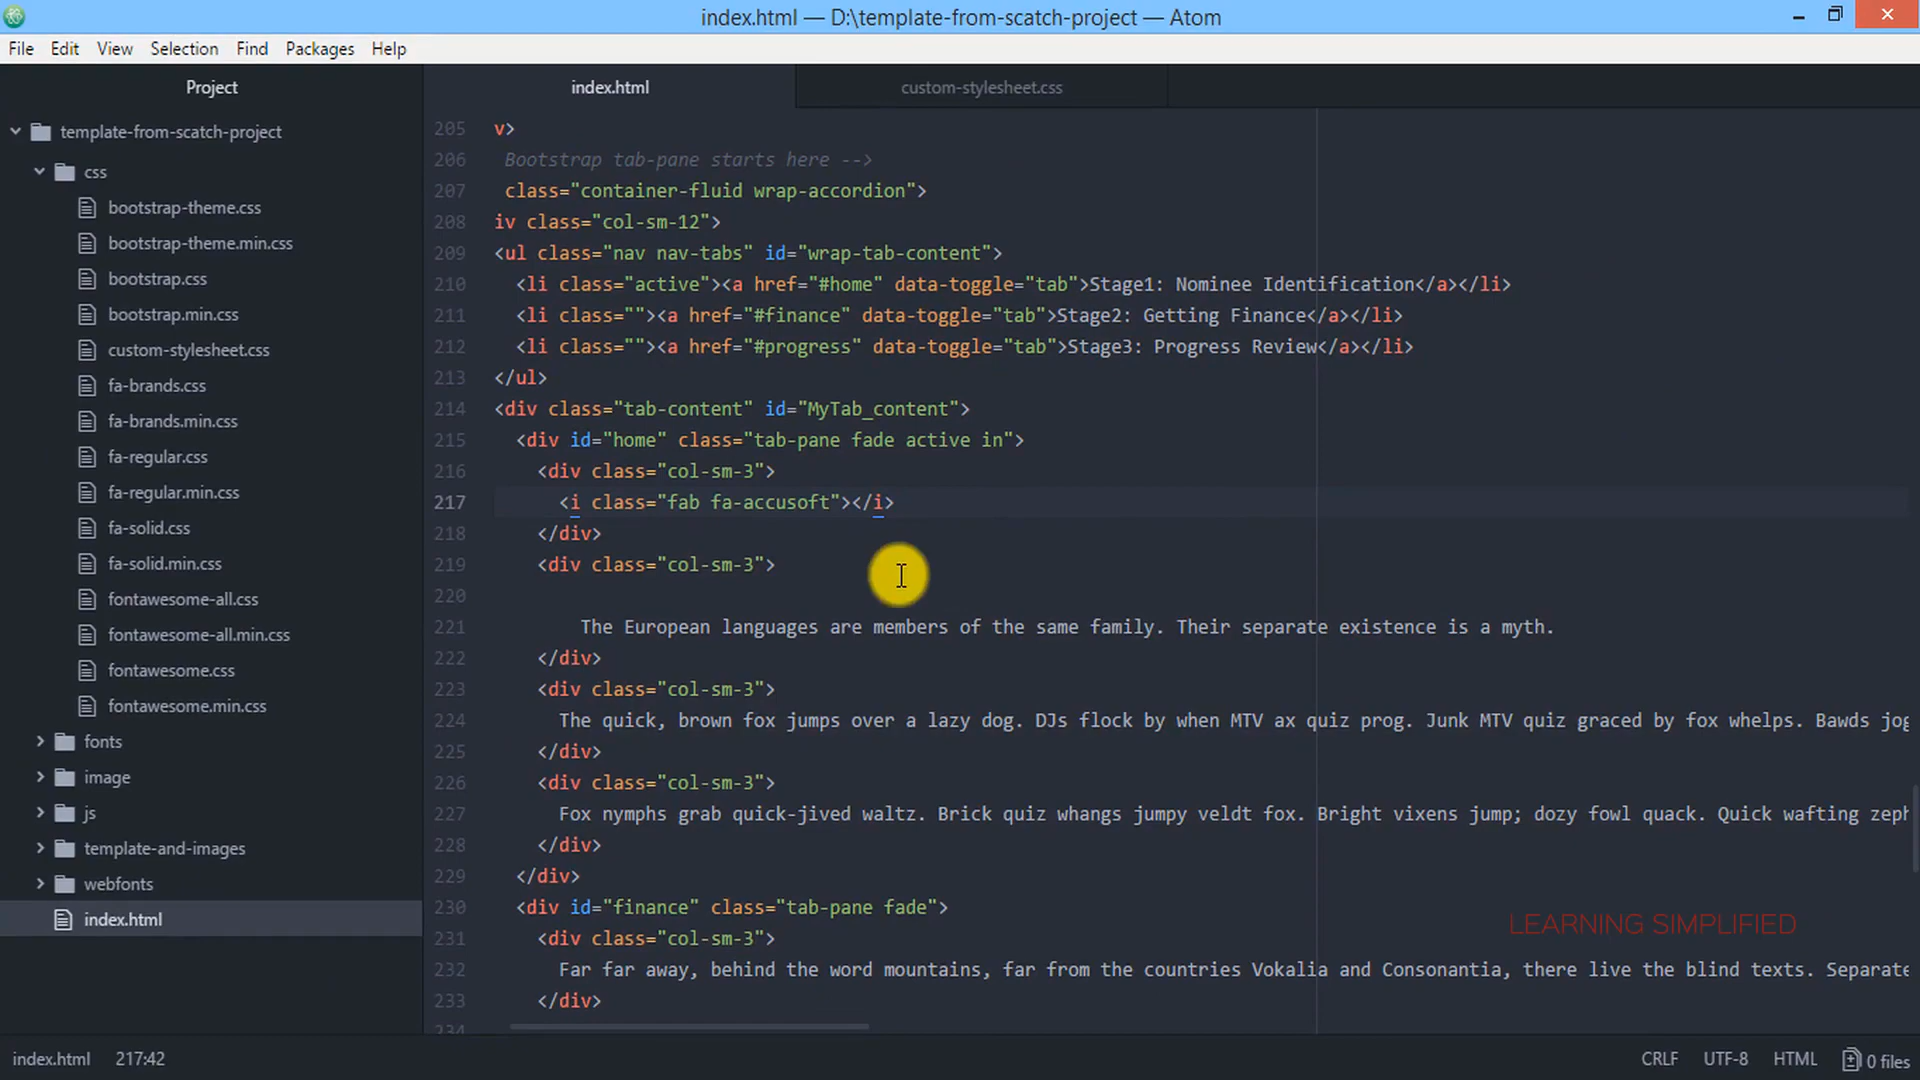 index.html — D:\template-from-scatch-project — Atom
File Edit View Selection Find Packages Help
Project
template-from-scatch-project
css
bootstrap-theme.css
bootstrap-theme.min.css
bootstrap.css
bootstrap.min.css
custom-stylesheet.css
fa-brands.css
fa-brands.min.css
fa-regular.css
fa-regular.min.css
fa-solid.css
fa-solid.min.css
fontawesome-all.css
fontawesome-all.min.css
fontawesome.css
fontawesome.min.css
fonts
image
js
template-and-images
webfonts
index.html
index.html custom-stylesheet.css
205 v>
206 Bootstrap tab-pane starts here -->
207 class="container-fluid wrap-accordion">
208 iv class="col-sm-12">
209 <ul class="nav nav-tabs" id="wrap-tab-content">
210 <li class="active"><a href="#home" data-toggle="tab">Stage1: Nominee Identification</a></li>
211 <li class=""><a href="#finance" data-toggle="tab">Stage2: Getting Finance</a></li>
212 <li class=""><a href="#progress" data-toggle="tab">Stage3: Progress Review</a></li>
213 </ul>
214 <div class="tab-content" id="MyTab_content">
215 <div id="home" class="tab-pane fade active in">
216 <div class="col-sm-3">
217 <i class="fab fa-accusoft"></i>
218 </div>
219 <div class="col-sm-3">
220
221 The European languages are members of the same family. Their separate existence is a myth.
222 </div>
223 <div class="col-sm-3">
224 The quick, brown fox jumps over a lazy dog. DJs flock by when MTV ax quiz prog. Junk MTV quiz graced by fox whelps. Bawds jog
225 </div>
226 <div class="col-sm-3">
227 Fox nymphs grab quick-jived waltz. Brick quiz whangs jumpy veldt fox. Bright vixens jump; dozy fowl quack. Quick wafting zeph
228 </div>
229 </div>
230 <div id="finance" class="tab-pane fade">
231 <div class="col-sm-3">
232 Far far away, behind the word mountains, far from the countries Vokalia and Consonantia, there live the blind texts. Separate
233 </div>
234
LEARNING SIMPLIFIED
index.html 217:42 CRLF UTF-8 HTML 0 files